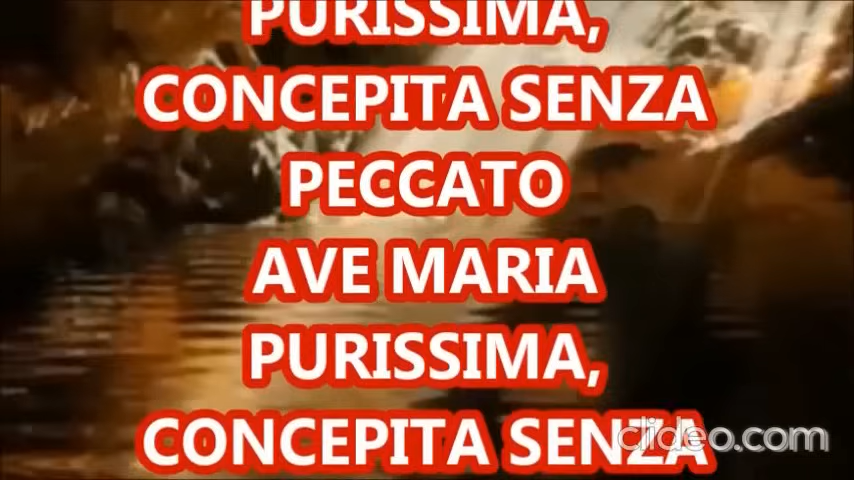 PURISSIMA,
CONCEPITA SENZA
PECCATO
AVE MARIA
PURISSIMA,
CONCEPITA SENZA
clideo.com